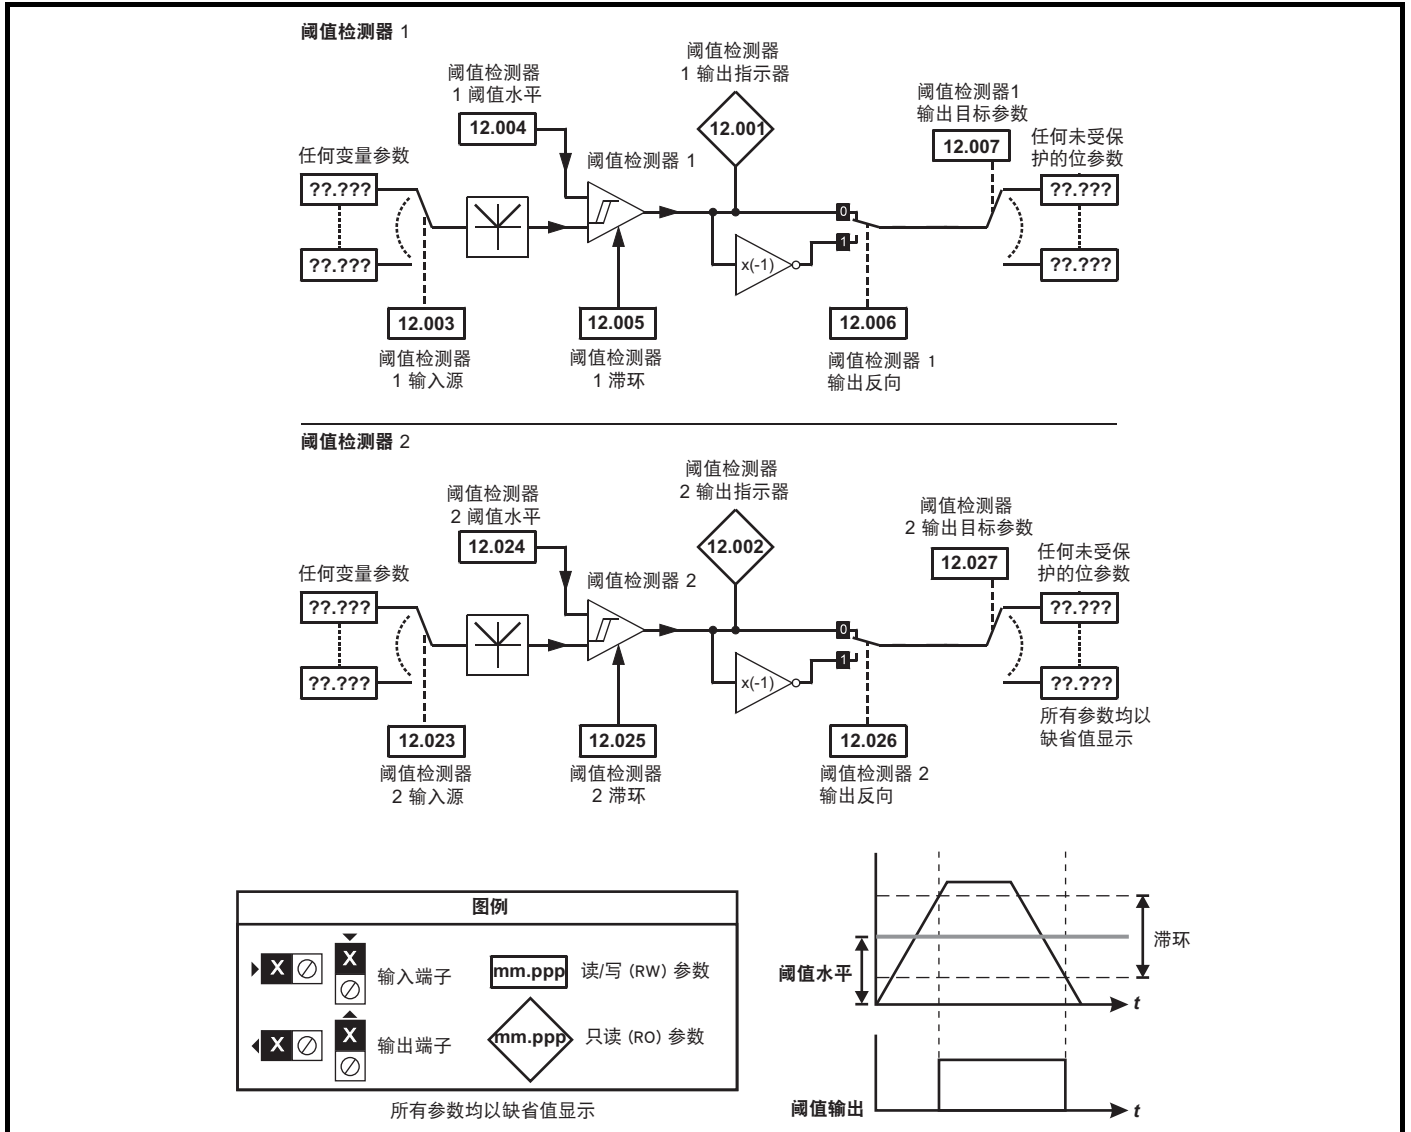 阈值检测器 1
阈值检测器
1 输出指示器
阈值检测器
1 阈值水平
阈值检测器1
输出目标参数
12.004
12.001
12.007
任何未受保
护的位参数
任何变量参数
阈值检测器 1
??.???
??.???
0
1
x(-1)
??.???
??.???
12.003
12.005
12.006
阈值检测器
1 输入源
阈值检测器
1 滞环
阈值检测器 1
输出反向
阈值检测器 2
阈值检测器
2 输出指示器
阈值检测器
2 阈值水平
阈值检测器
2 输出目标参数
12.024
12.002
12.027
任何未受保
护的位参数
任何变量参数
阈值检测器 2
??.???
??.???
0
1
x(-1)
??.???
??.???
所有参数均以
缺省值显示
12.023
12.025
12.026
阈值检测器
2 输入源
阈值检测器
2 滞环
阈值检测器 2
输出反向
图例
X
X
输入端子
mm.ppp
读/写 (RW) 参数
X
X
输出端子
mm.ppp
只读 (RO) 参数
所有参数均以缺省值显示
滞环
阈值水平
t
阈值输出
t